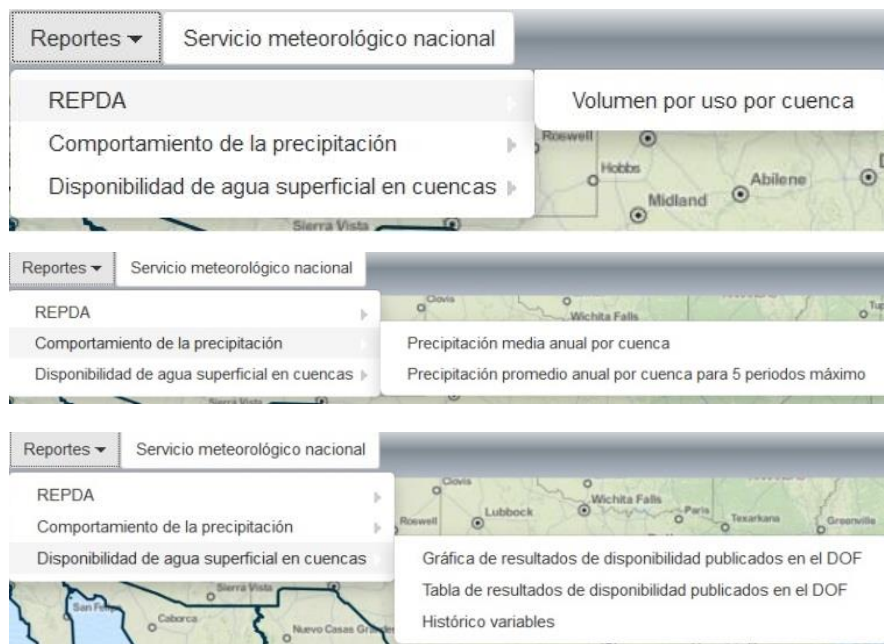 Reportes Servicio meteorológico nacional
REPDA
Volumen por uso por cuenca
Comportamiento de la precipitación
Disponibilidad de agua superficial en cuencas
Roswell
Hobbs
Midland
Abilene
Sierra Vista
Reportes Servicio meteorológico nacional
REPDA
Clovis
Wichita Falls
Comportamiento de la precipitación
Precipitación media anual por cuenca
Disponibilidad de agua superficial en cuencas
Precipitación promedio anual por cuenca para 5 periodos máximo
Sierra Vista
Reportes Servicio meteorológico nacional
REPDA
Clovis
Wichita Falls
Comportamiento de la precipitación
Roswell
Lubbock
Paris
Texarkana
Greenville
Disponibilidad de agua superficial en cuencas
Gráfica de resultados de disponibilidad publicados en el DOF
Tabla de resultados de disponibilidad publicados en el DOF
Histórico variables
Sierra Vista
San Felipe
Caborca
Nuevo Casas